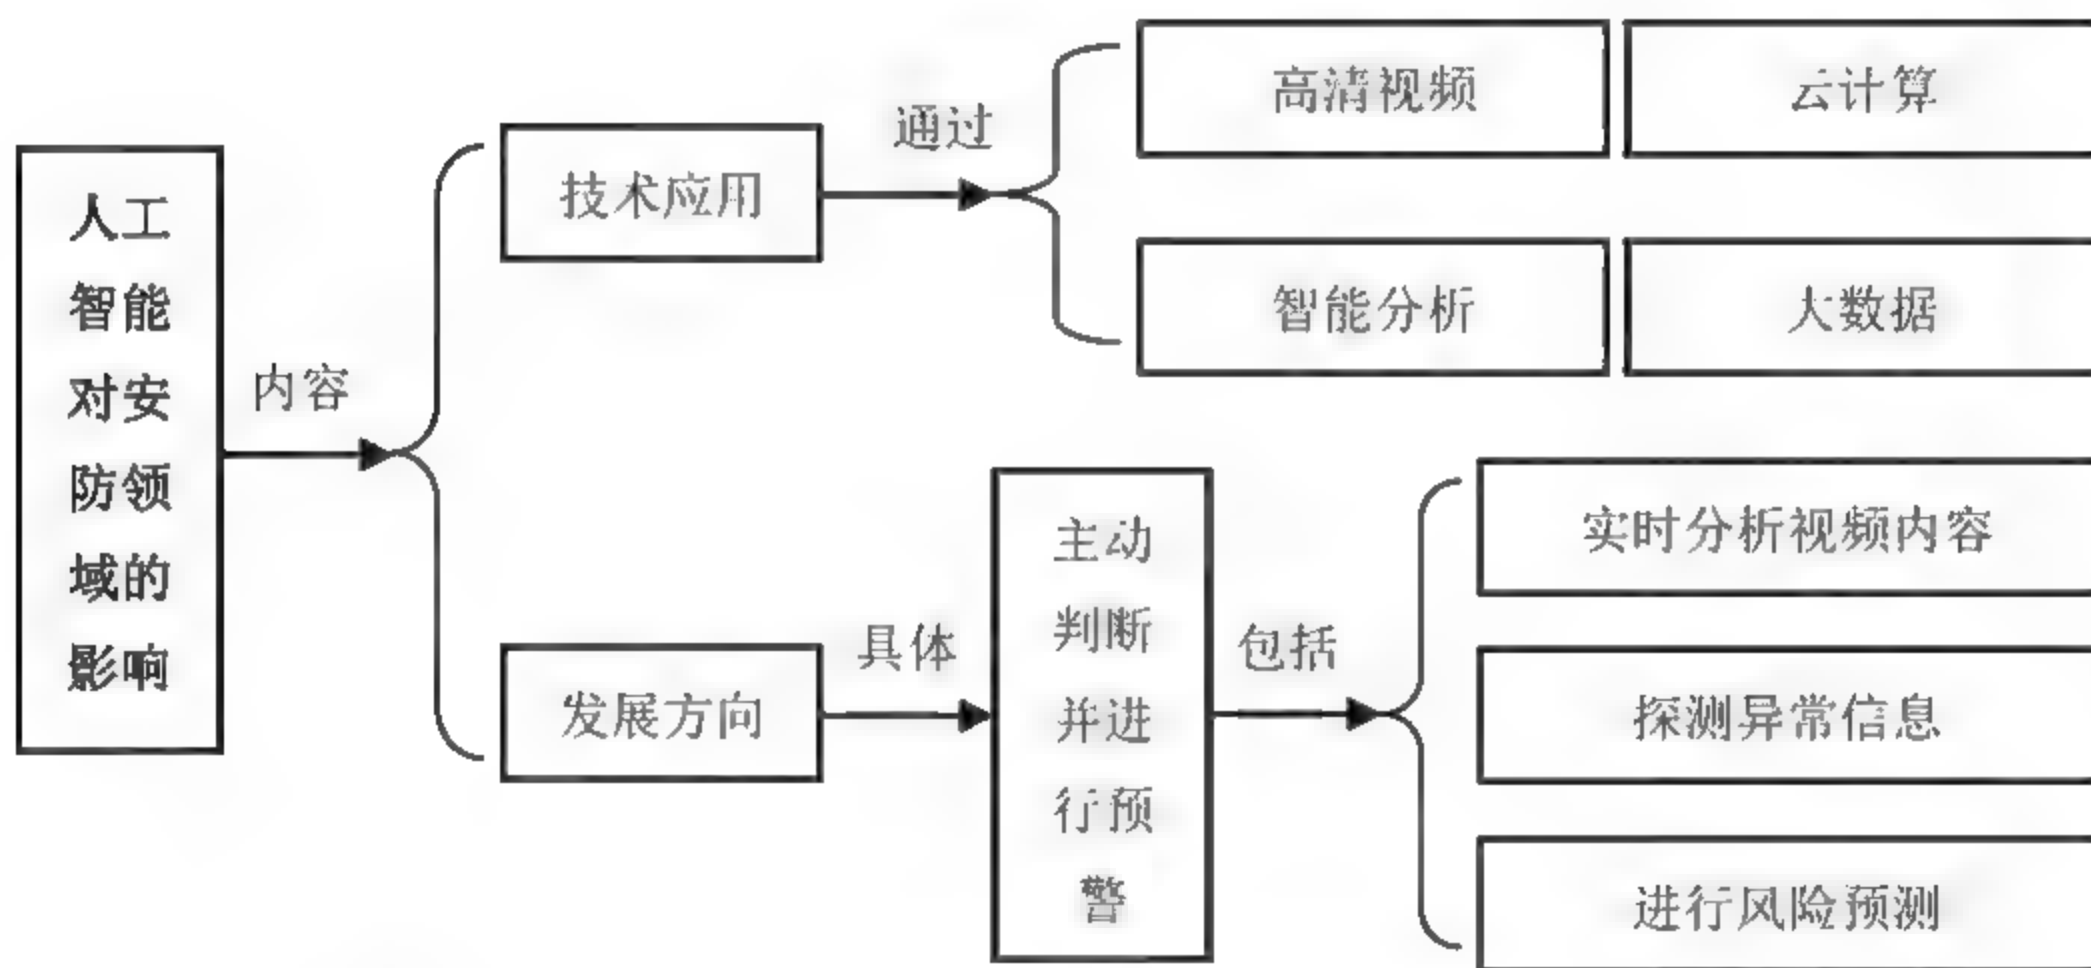 人工
智能
对安
防领
域的
影响
内容
技术应用
通过
高清视频
云计算
智能分析
大数据
发展方向
具体
主动
判断
并进
行预
警
包括
实时分析视频内容
探测异常信息
进行风险预测